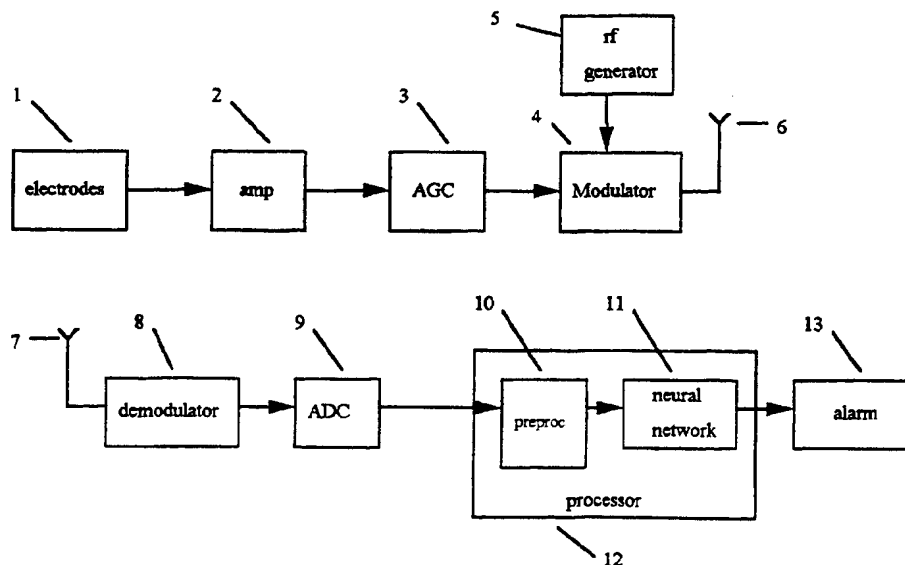 5
rf
generator
1
2
3
4
6
electrodes
amp
AGC
Modulator
7
8
9
10
11
13
demodulator
ADC
preproc
neural
network
alarm
processor
12